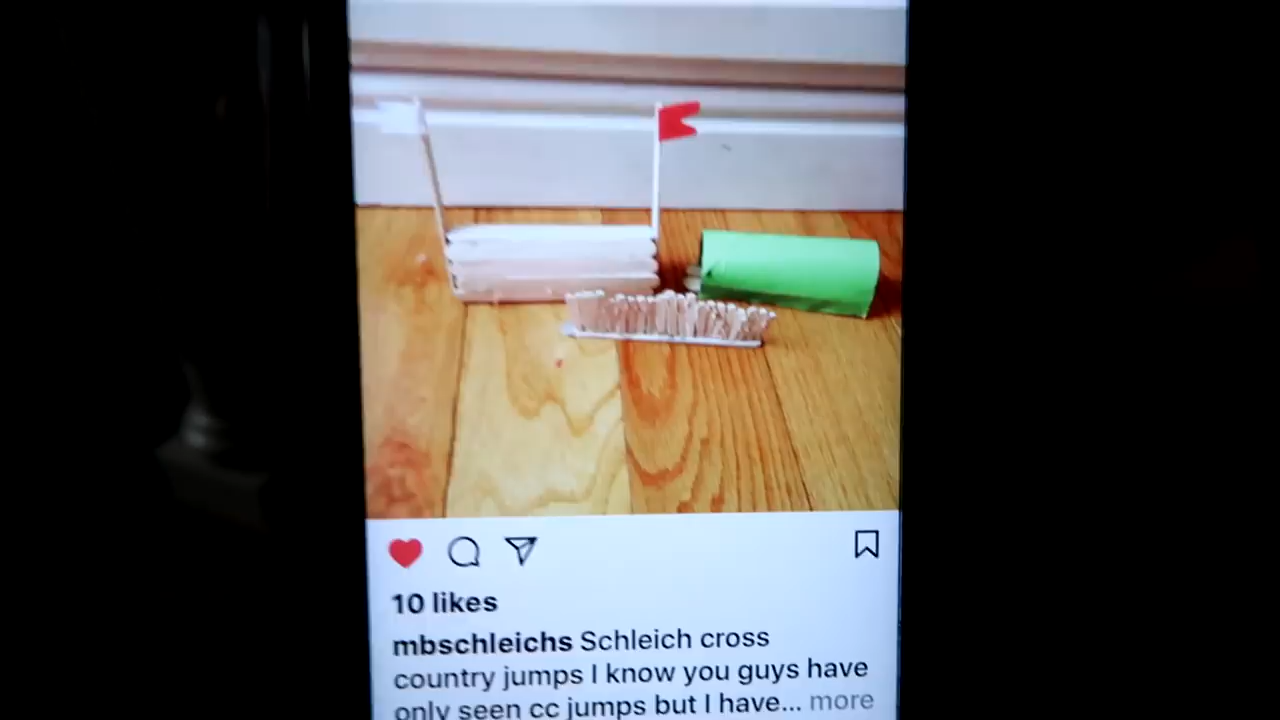 10 likes
mbschleichs Schleich cross
country jumps I know you guys have
only seen cc jumps but I have... more